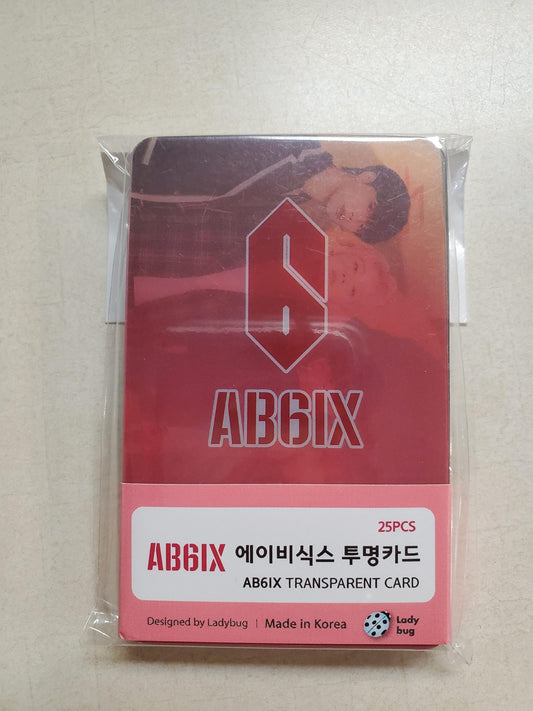 6
AB6IX
25PCS
AB6IX 에이비식스 투명카드
AB6IX TRANSPARENT CARD
Designed by Ladybug | Made in Korea
Lady
bug